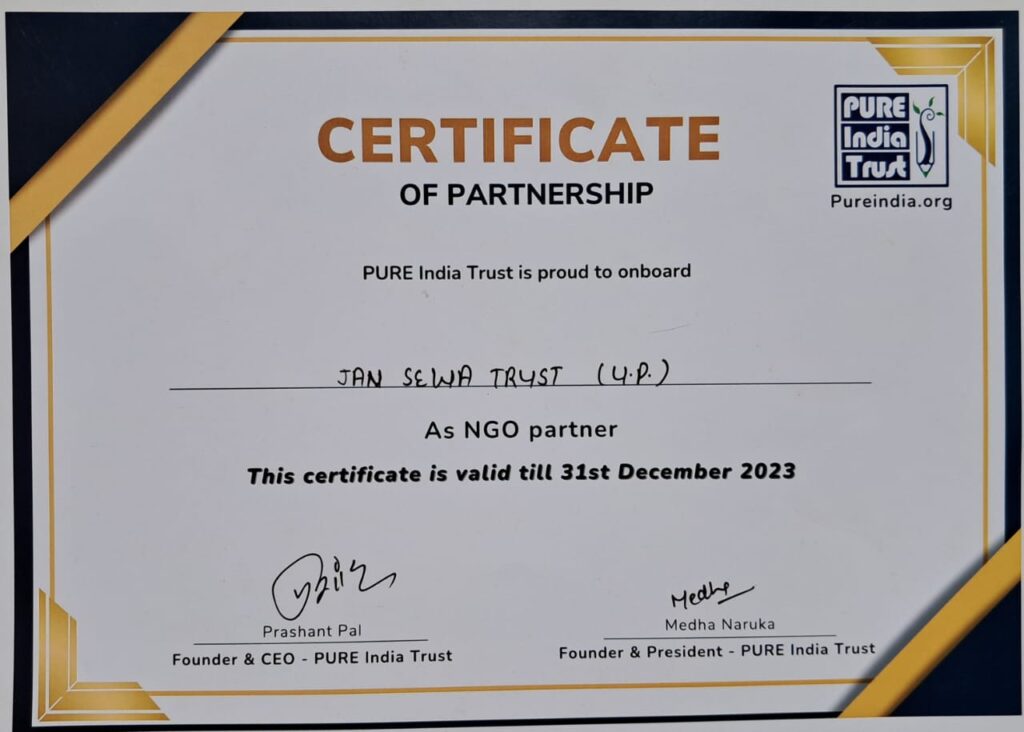 CERTIFICATE
OF PARTNERSHIP
PURE
India
Trust
Pureindia.org
PURE India Trust is proud to onboard
JAN SEWA TRUST (U.P.)
As NGO partner
This certificate is valid till 31st December 2023
Medha
Prashant Pal
Founder & CEO - PURE India Trust
Medha Naruka
Founder & President - PURE India Trust